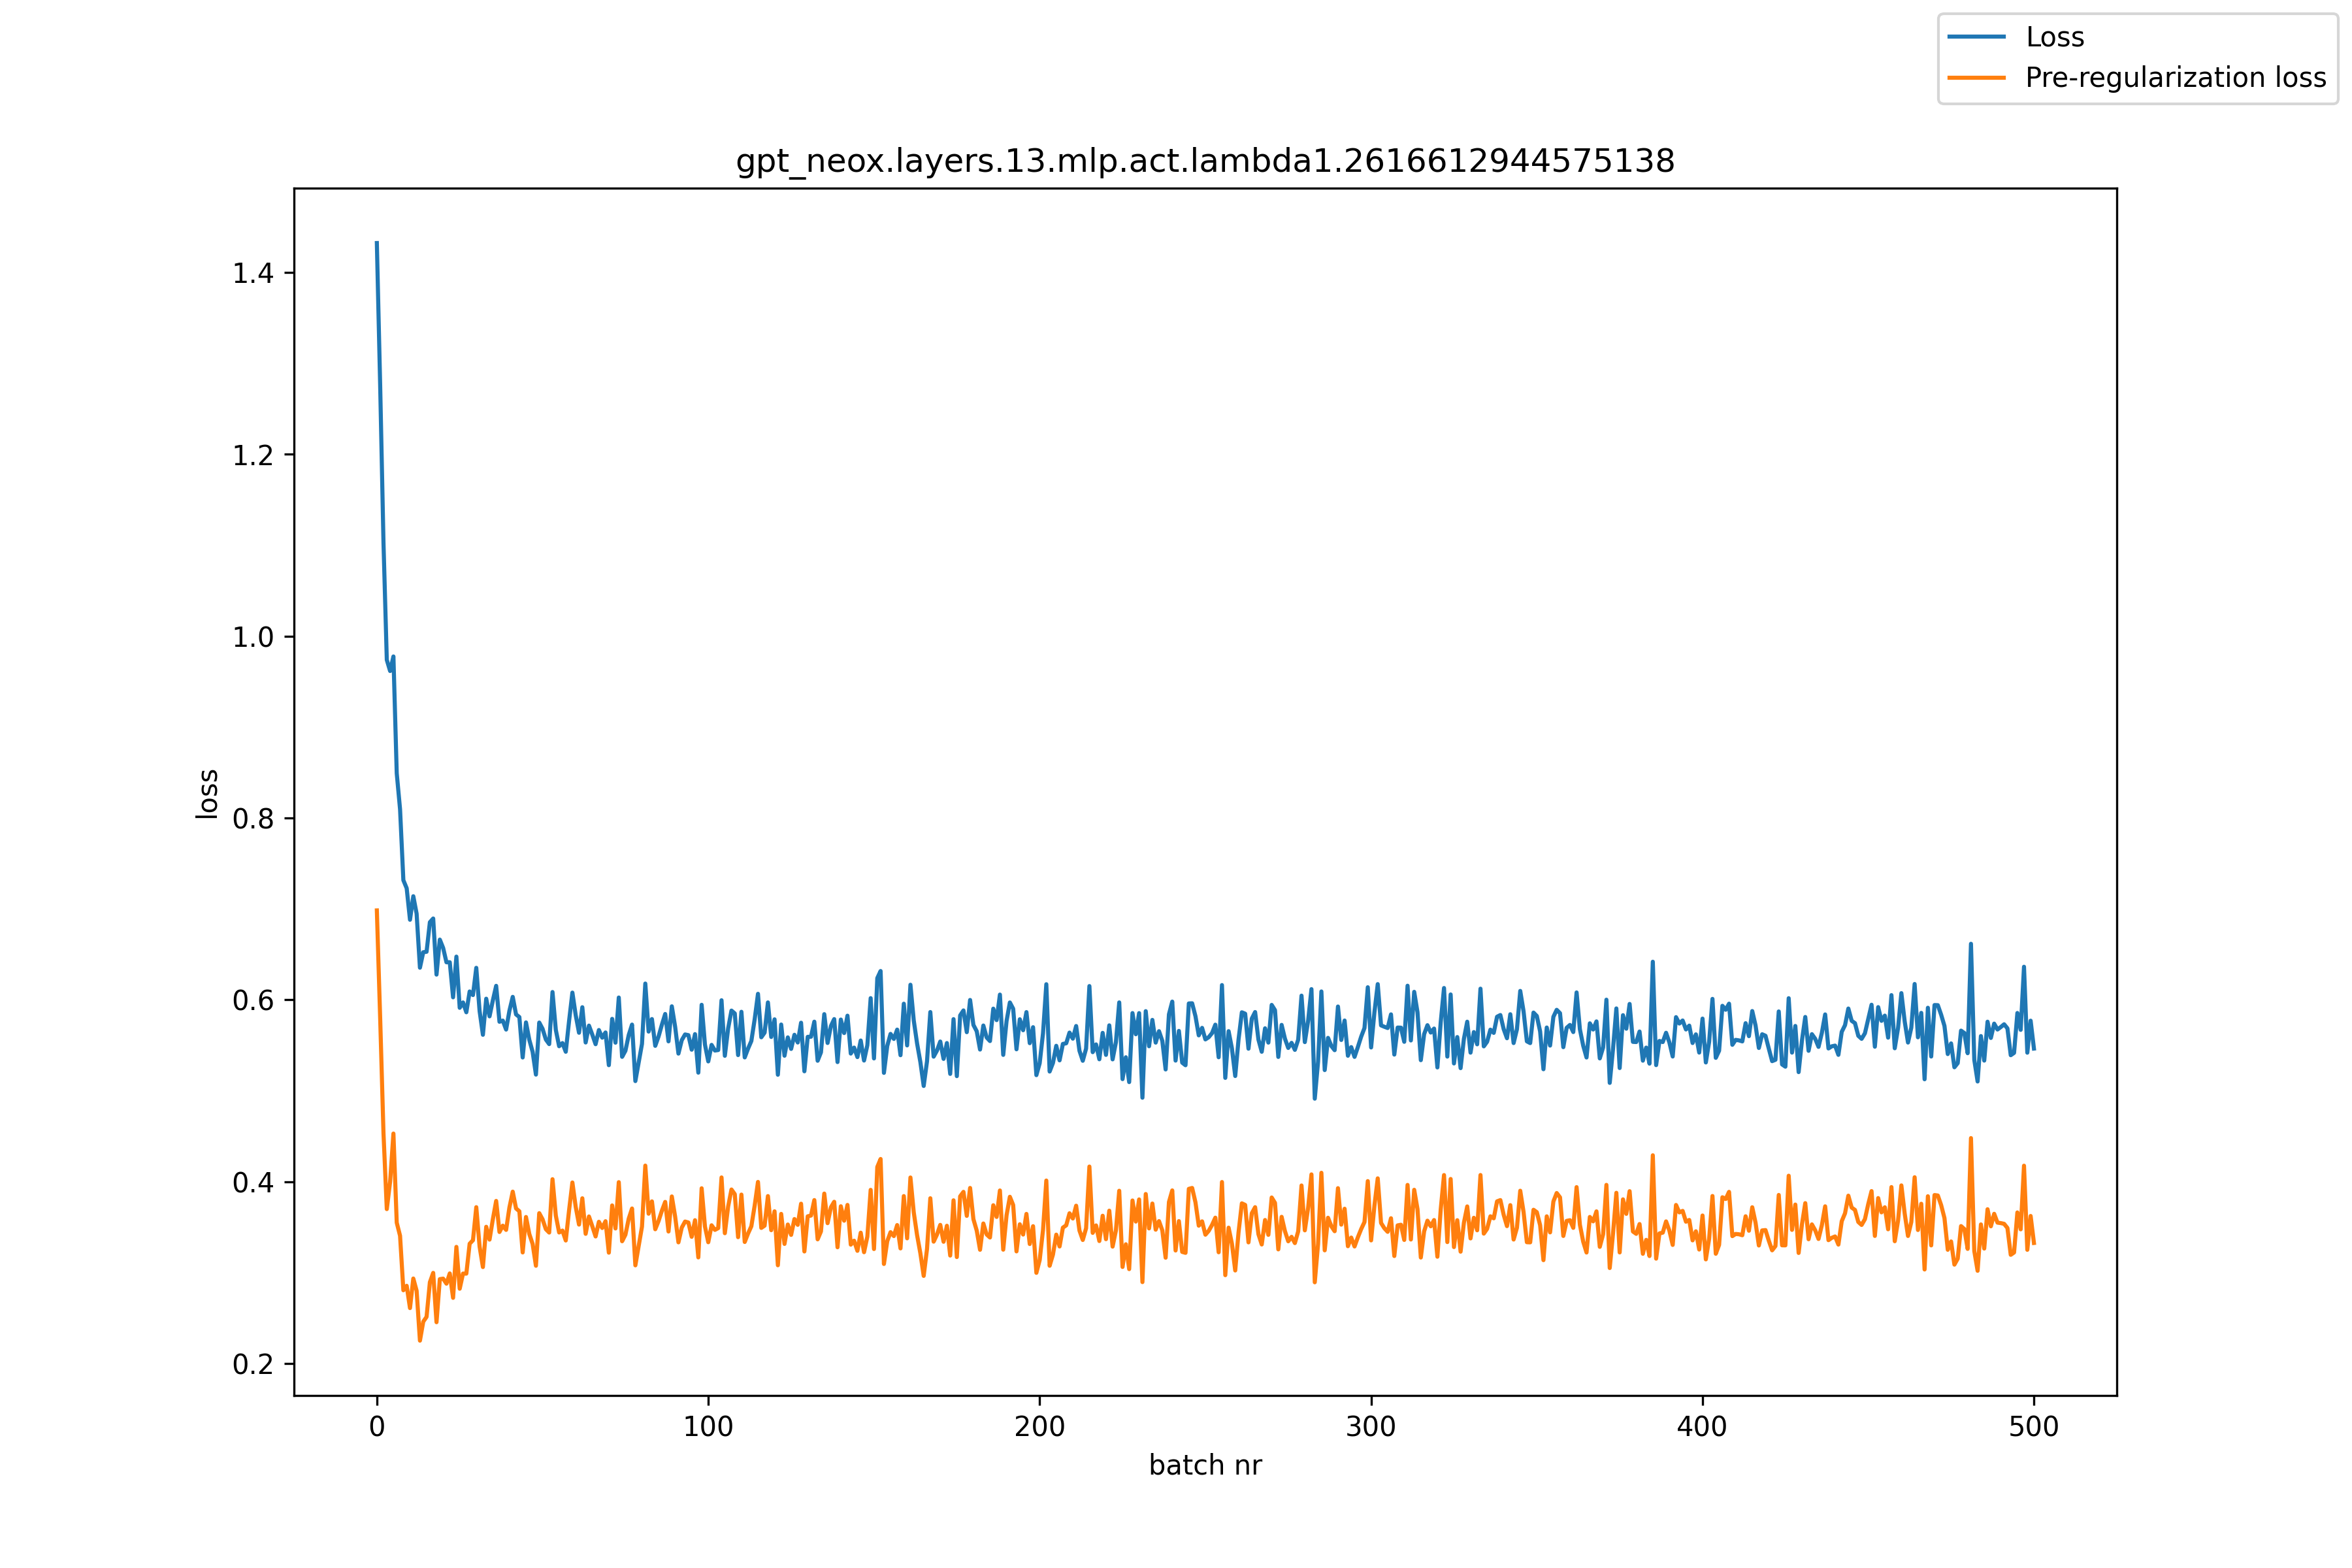 Loss
Pre-regularization loss
gpt_neox.layers.13.mlp.act.lambda1.2616612944575138
1.4
1.2
1.0
0.8
0.6
0.4
0.2
loss
0 100 200 300 400 500
batch nr